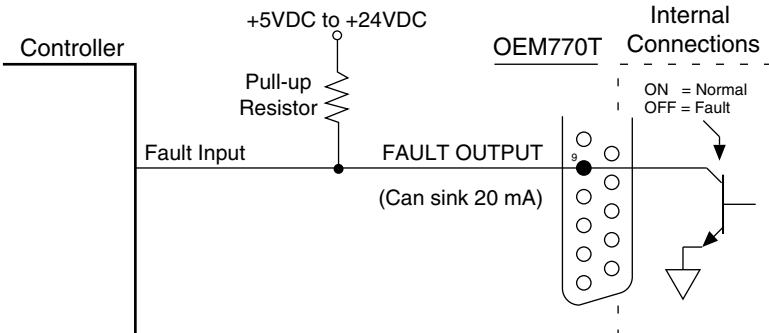 +5VDC to +24VDC
Internal
Connections
Controller
OEM770T
Pull-up
Resistor
ON = Normal
OFF = Fault
Fault Input
FAULT OUTPUT
9
(Can sink 20 mA)